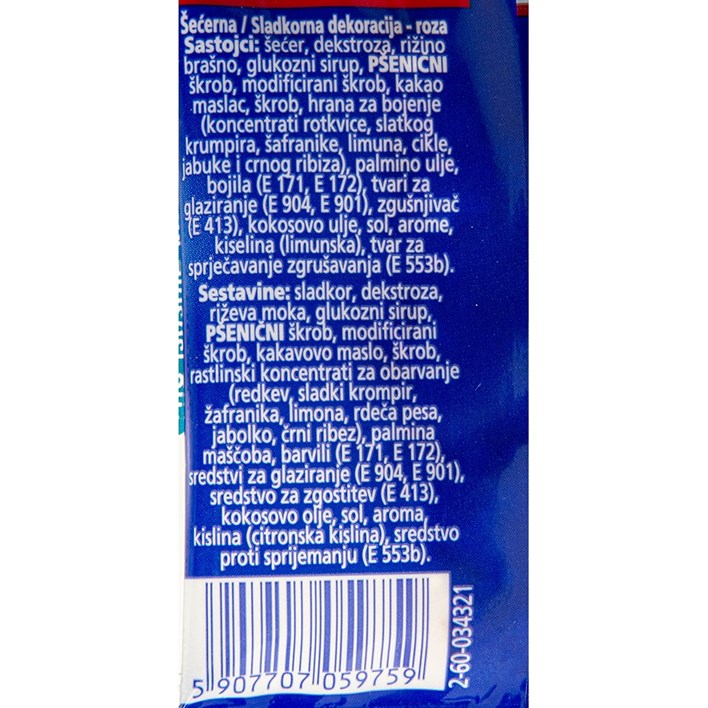 Šećerna / Sladkorna dekoracija - roza
Sastojci: šećer, dekstroza, rižino
brašno, glukozni sirup, PŠENIČNI
škrob, modificirani škrob, kakao
maslac, škrob, hrana za bojenje
(koncentrati rotkvice, slatkog
krumpira, šafranike, limuna, cikle,
jabuke i crnog ribiza), palmino ulje,
bojila (E 171, E 172), tvari za
glaziranje (E 904, E 901), zgušnjivač
(E 413), kokosovo ulje, sol, arome,
kiselina (limunska), tvar za
sprječavanje zgrušavanja (E 553b).
Sestavine: sladkor, dekstroza,
riževa moka, glukozni sirup,
PŠENIČNI škrob, modificirani
škrob, kakavovo maslo, škrob,
rastlinski koncentrati za obarvanje
(redkev, sladki krompir,
žafranika, limona, rdeča pesa,
jabolko, črni ribez), palmina
maščoba, barvili (E 171, E 172),
sredstvi za glaziranje (E 904, E 901),
sredstvo za zgostitev (E 413),
kokosovo olje, sol, aroma,
kislina (citronska kislina), sredstvo
proti sprijemanju (E 553b).
5 907707 059759
2-60-034321